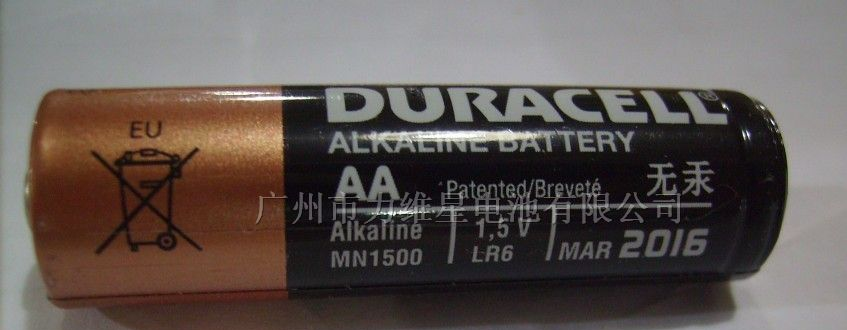 EU
DURACELL®
ALKALINE BATTERY
AA Patented/Breveté 无汞
广州市力维星电池有限公司
Alkaline 1,5 V
MN1500 LR6 MAR 2016